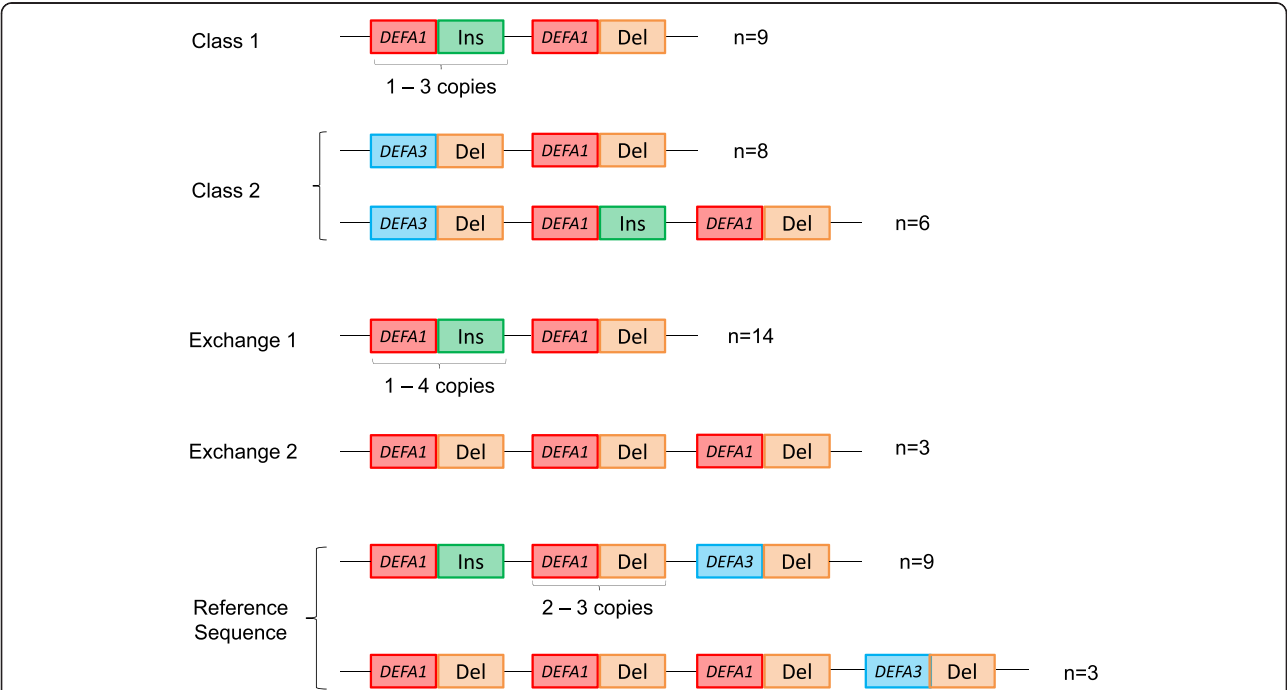 Class 1
DEFA1 Ins DEFA1 Del n=9
1 – 3 copies
Class 2
DEFA3 Del DEFA1 Del n=8
DEFA3 Del DEFA1 Ins DEFA1 Del n=6
Exchange 1
DEFA1 Ins DEFA1 Del n=14
1 – 4 copies
Exchange 2
DEFA1 Del DEFA1 Del DEFA1 Del n=3
Reference
Sequence
DEFA1 Ins DEFA1 Del DEFA3 Del n=9
2 – 3 copies
DEFA1 Del DEFA1 Del DEFA1 Del DEFA3 Del n=3